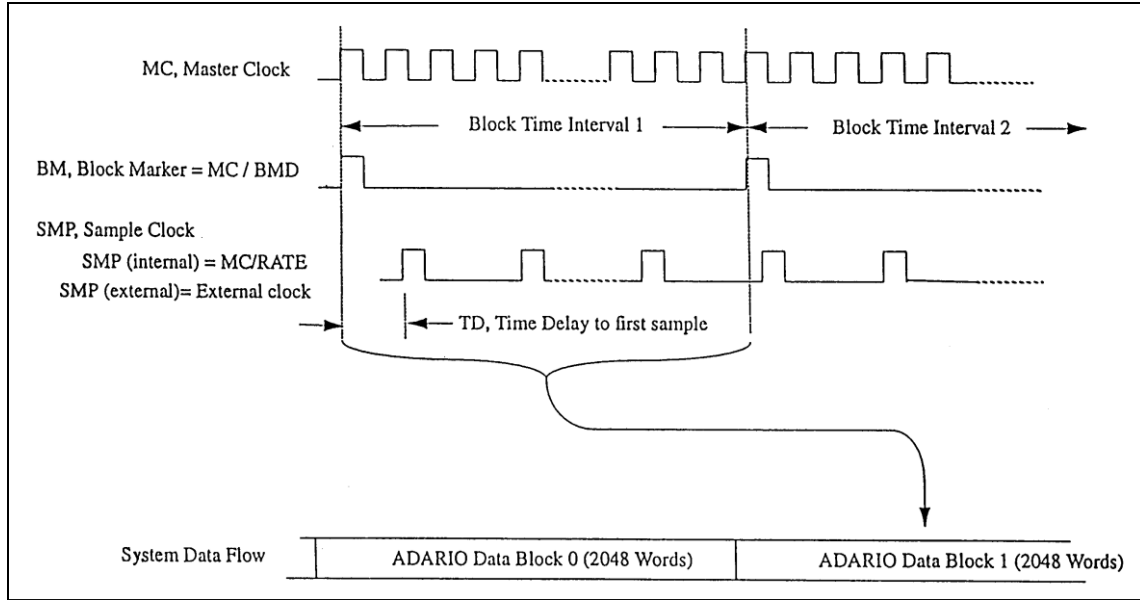 MC, Master Clock
Block Time Interval 1
Block Time Interval 2
BM, Block Marker = MC / BMD
SMP, Sample Clock
SMP (internal) = MC/RATE
SMP (external)= External clock
TD, Time Delay to first sample
System Data Flow
ADARIO Data Block 0 (2048 Words)
ADARIO Data Block 1 (2048 Words)